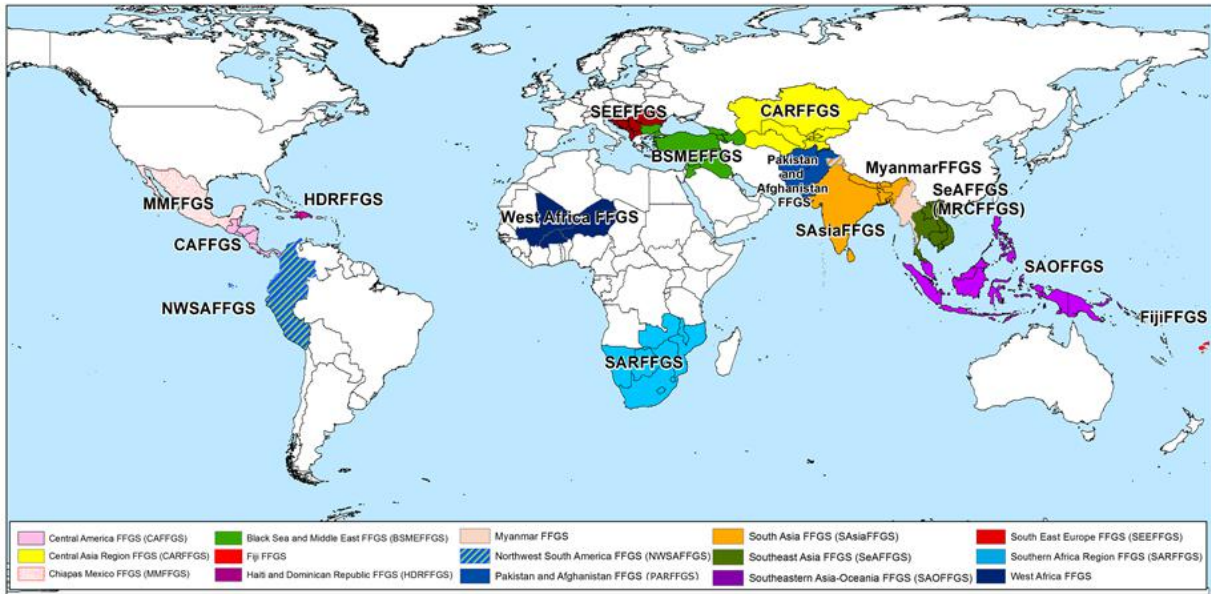 SEEFFGS
CARFFGS
BSMEFFGS
Pakistan
and
Afghanistan
FFGS
MyanmarFFGS
SeAFFGS
(MRCFFGS)
HDRFFGS
MMFFGS
West Africa FFGS
CAFFGS
SAsiaFFGS
SAOFFGS
NWSAFFGS
FijiFFGS
SARFFGS
Central America FFGS (CAFFGS)
Central Asia Region FFGS (CARFFGS)
Chiapas Mexico FFGS (MMFFGS)
Black Sea and Middle East FFGS (BSMEFFGS)
Fiji FFGS
Haiti and Dominican Republic FFGS (HDRFFGS)
Myanmar FFGS
Northwest South America FFGS (NWSAFFGS)
Pakistan and Afghanistan FFGS (PARFFGS)
South Asia FFGS (SAsiaFFGS)
Southeast Asia FFGS (SeAFFGS)
Southeastern Asia-Oceania FFGS (SAOFFGS)
South East Europe FFGS (SEEFFGS)
Southern Africa Region FFGS (SARFFGS)
West Africa FFGS